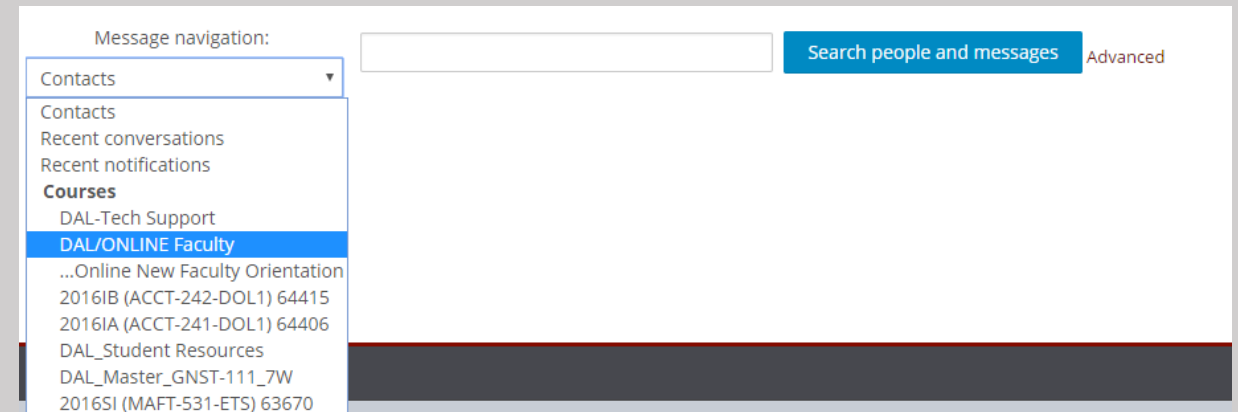 Message navigation:
Contacts
Search people and messages
Advanced
Contacts
Recent conversations
Recent notifications
Courses
DAL-Tech Support
DAL/ONLINE Faculty
...Online New Faculty Orientation
2016IB (ACCT-242-DOL1) 64415
2016IA (ACCT-241-DOL1) 64406
DAL_Student Resources
DAL_Master_GNST-111_7W
2016SI (MAFT-531-ETS) 63670